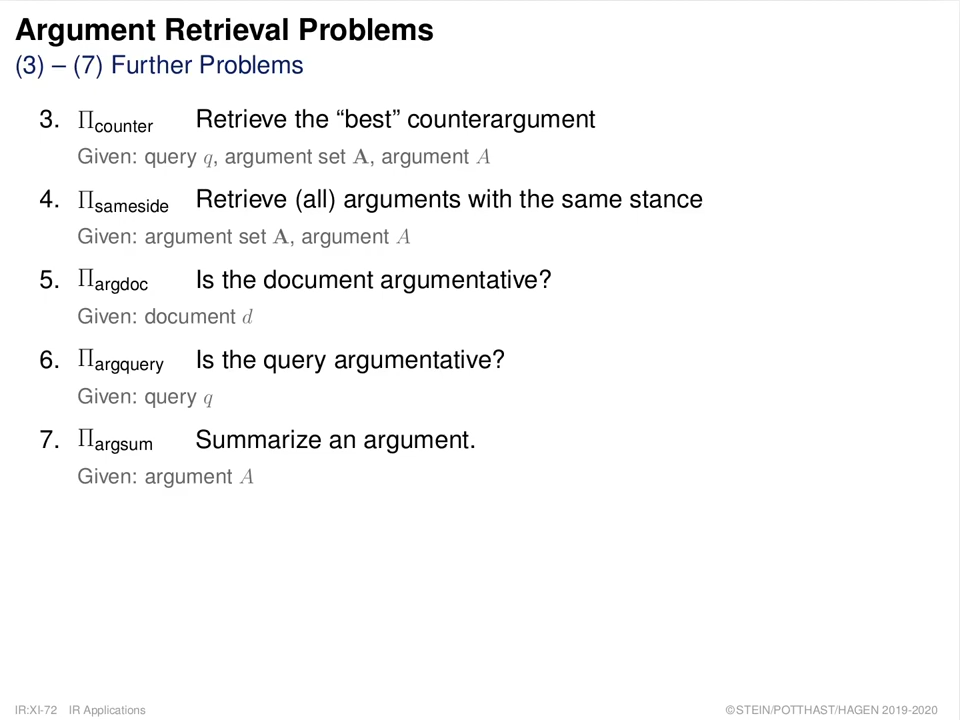 Argument Retrieval Problems
(3) – (7) Further Problems
3. Πcounter Retrieve the “best” counterargument
Given: query q, argument set A, argument A
4. Πsameside Retrieve (all) arguments with the same stance
Given: argument set A, argument A
5. Πargdoc Is the document argumentative?
Given: document d
6. Πargquery Is the query argumentative?
Given: query q
7. Πargsum Summarize an argument.
Given: argument A
IR:XI-72 IR Applications ©STEIN/POTTHAST/HAGEN 2019-2020